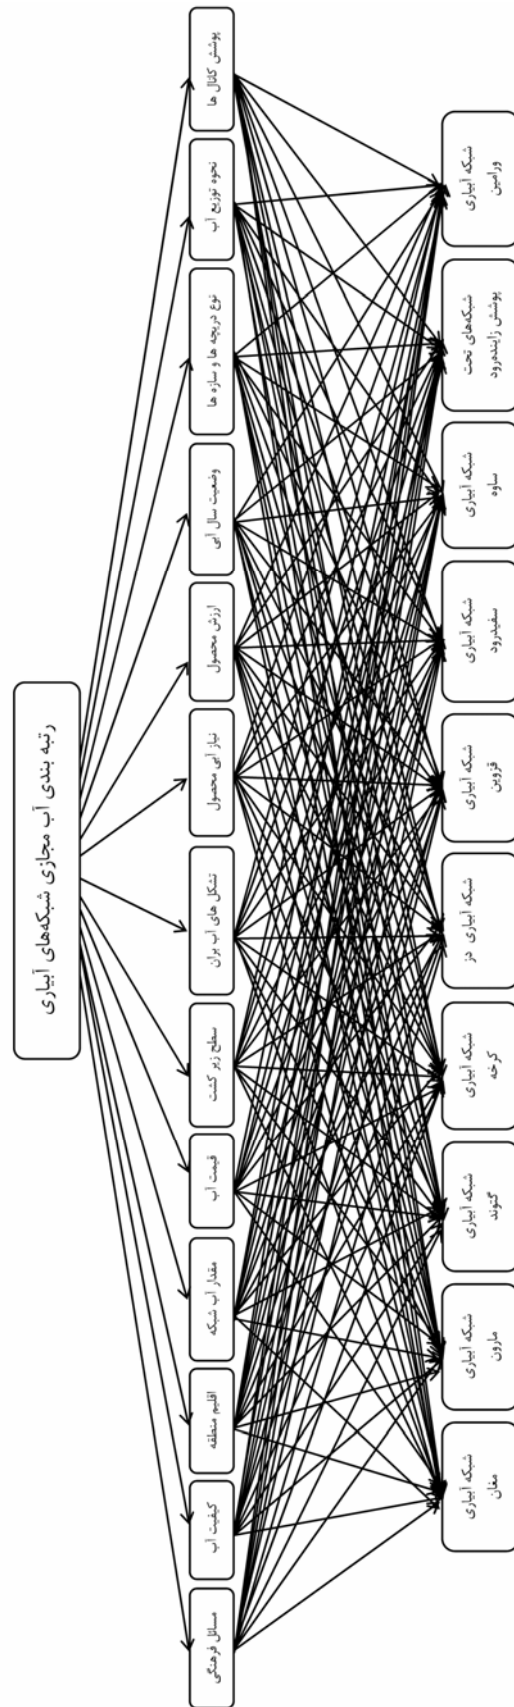 رتبه بندی آب مجازی شبکه‌های آبیاری
پوشش کانال ها
نحوه توزیع آب
نوع دریچه ها و سازه ها
وضعیت سال آبی
ارزش محصول
نیاز آبی محصول
تشکل های آب بران
سطح زیر کشت
قیمت آب
مقدار آب شبکه
اقلیم منطقه
کیفیت آب
مسائل فرهنگی
شبکه آبیاری
ورامین
شبکه‌های تحت
پوشش زاینده‌رود
شبکه آبیاری
ساوه
شبکه آبیاری
سفیدرود
شبکه آبیاری
قزوین
شبکه آبیاری دز
شبکه آبیاری
کرخه
شبکه آبیاری
گتوند
شبکه آبیاری
مارون
شبکه آبیاری
مغان